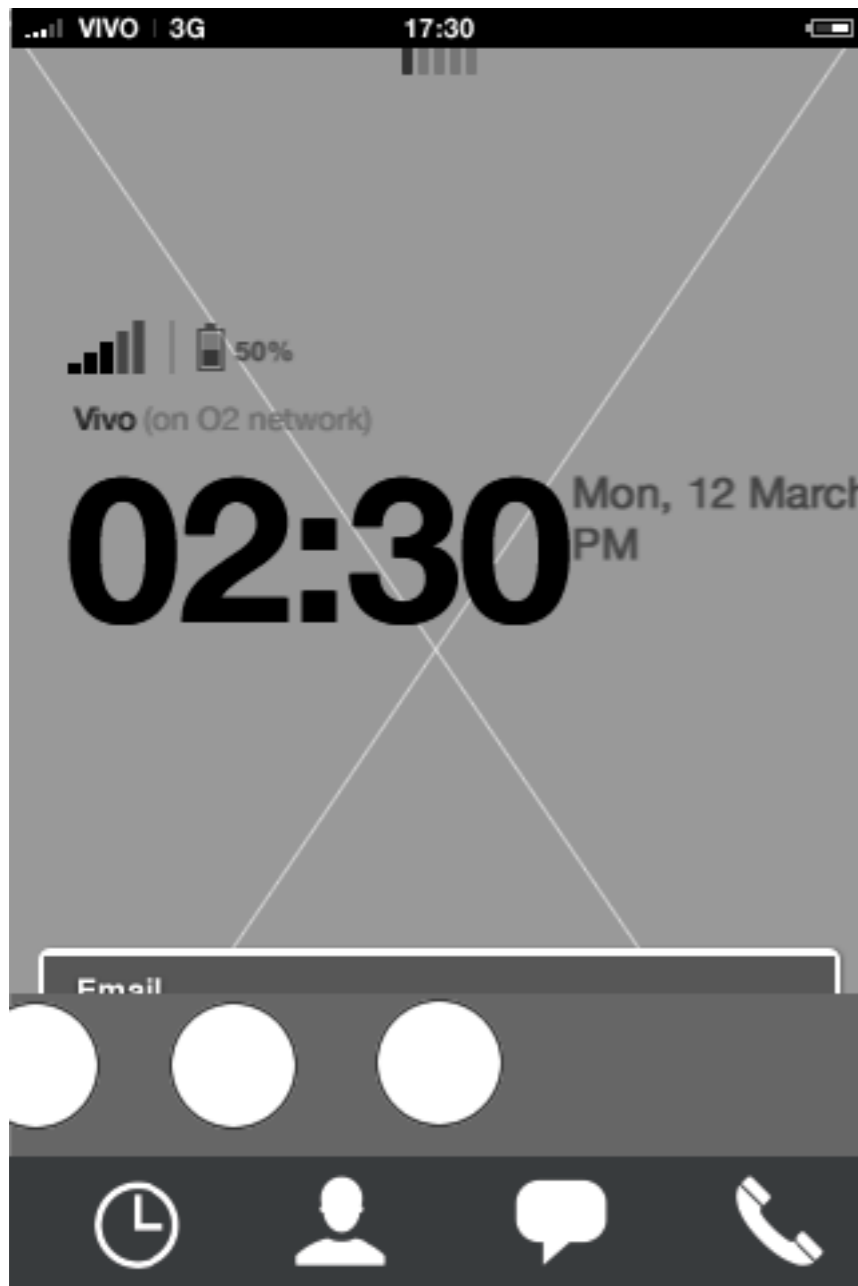 VIVO 3G 17:30
50%
Vivo (on O2 network)
02:30
Mon, 12 March
PM
Email